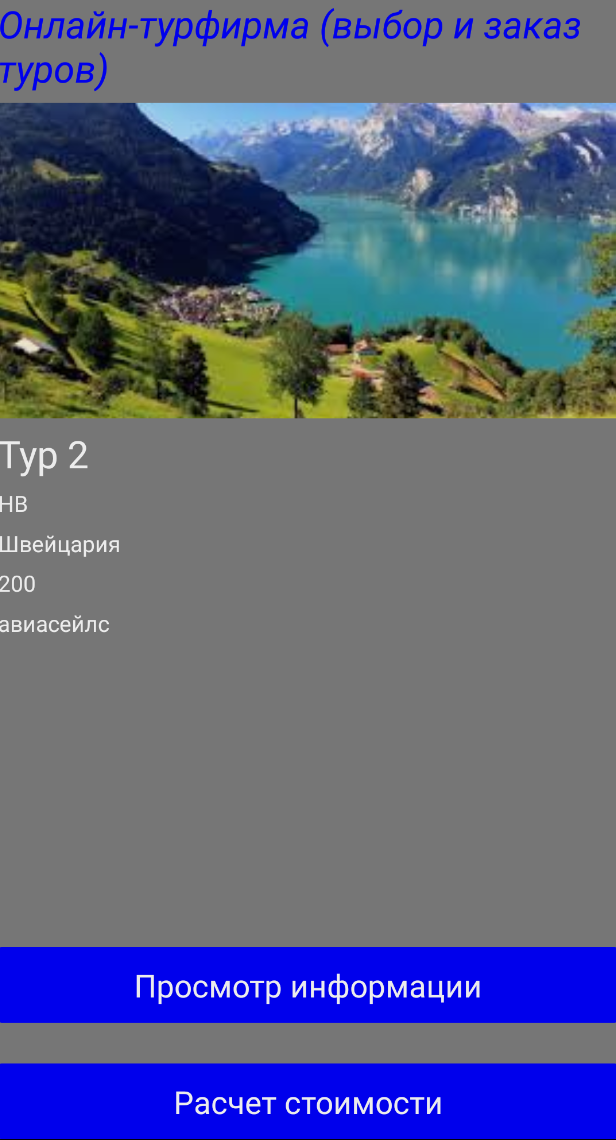 Онлайн-турфирма (выбор и заказ
туров)
Тур 2
НВ
Швейцария
200
авиасейлс
Просмотр информации
Расчет стоимости